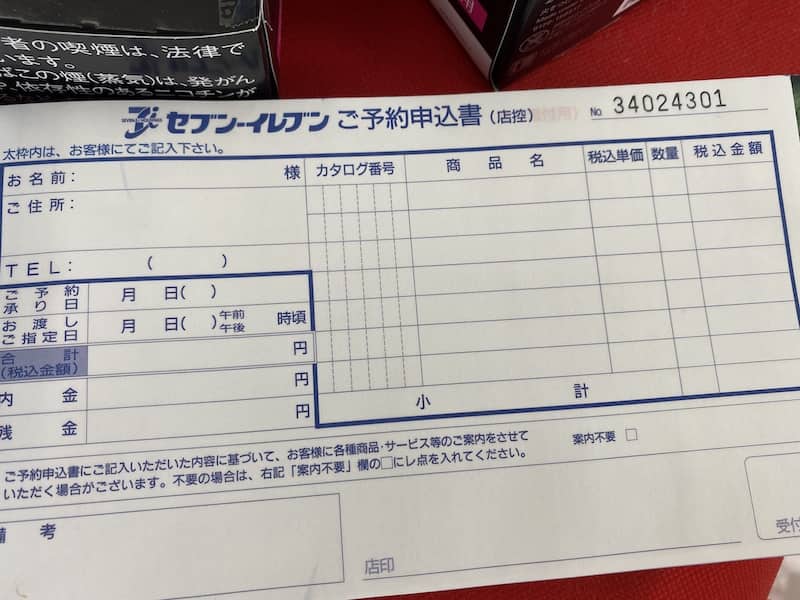 者の喫煙は、法律で
います。
ばこの煙(蒸気)は、発がん
依存性のあるニコチンが
セブン-イレブン ご予約申込書(店控) No. 34024301
太枠内は、お客様にてご記入下さい。
お名前: 様
ご住所:
TEL: ( )
カタログ番号 商品名 税込単価 数量 税込金額
ご予約承り日 月 日( )
お渡しご指定日 月 日( ) 午前 午後 時頃
合計(税込金額) 円
内金 円
残金 円
小計
ご予約申込書にご記入いただいた内容に基づいて、お客様に各種商品・サービス等のご案内をさせて
いただく場合がございます。不要の場合は、右記「案内不要」欄の□にレ点を入れてください。
案内不要 □
備考
店印
受付